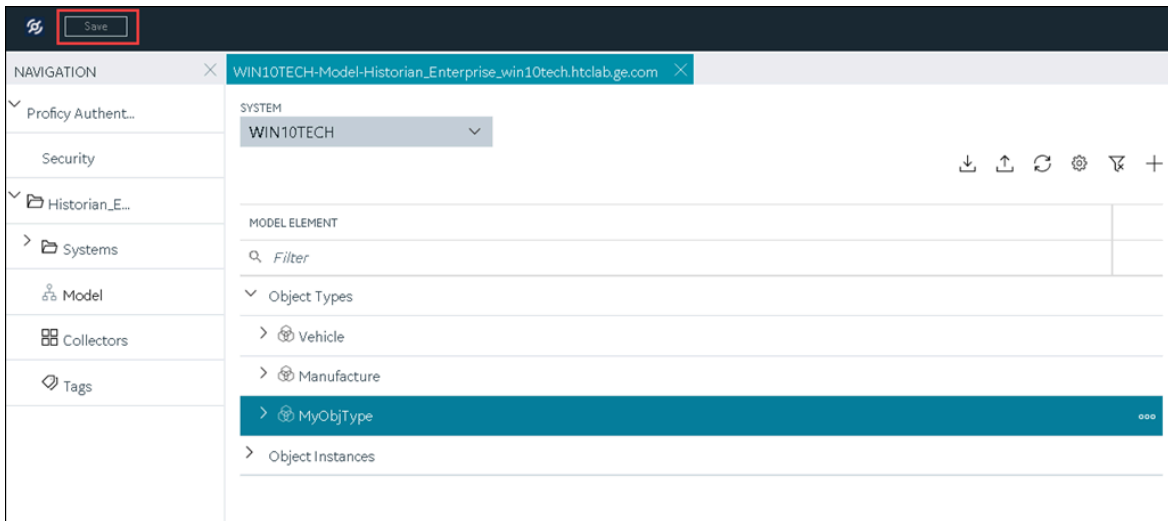 Save
NAVIGATION
WIN10TECH-Model-Historian_Enterprise_win10tech.htclab.ge.com
Proficy Authent...
Security
Historian_E...
Systems
Model
Collectors
Tags
SYSTEM
WIN10TECH
MODEL ELEMENT
Filter
Object Types
Vehicle
Manufacture
MyObjType
Object Instances